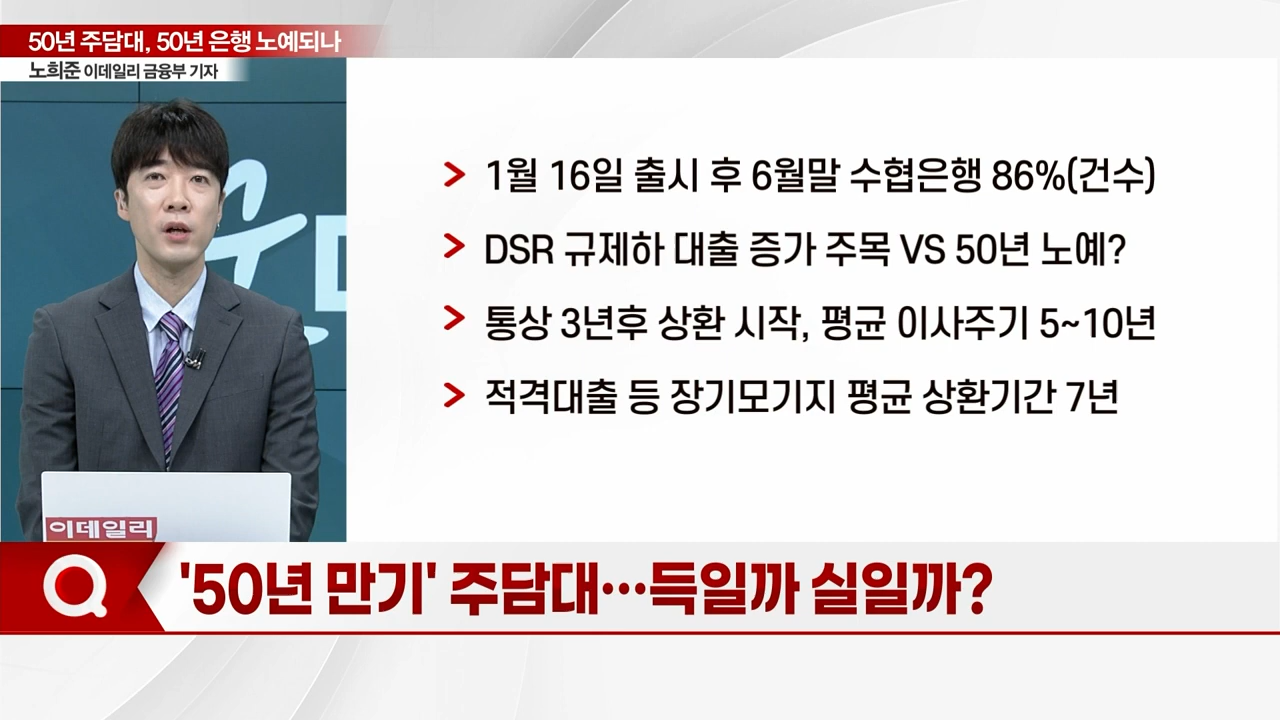 50년 주담대, 50년 은행 노예되나
노희준 이데일리 금융부 기자
> 1월 16일 출시 후 6월말 수협은행 86%(건수)
> DSR 규제하 대출 증가 주목 VS 50년 노예?
> 통상 3년후 상환 시작, 평균 이사주기 5~10년
> 적격대출 등 장기모기지 평균 상환기간 7년
이데일리
Q '50년 만기' 주담대…득일까 실일까?